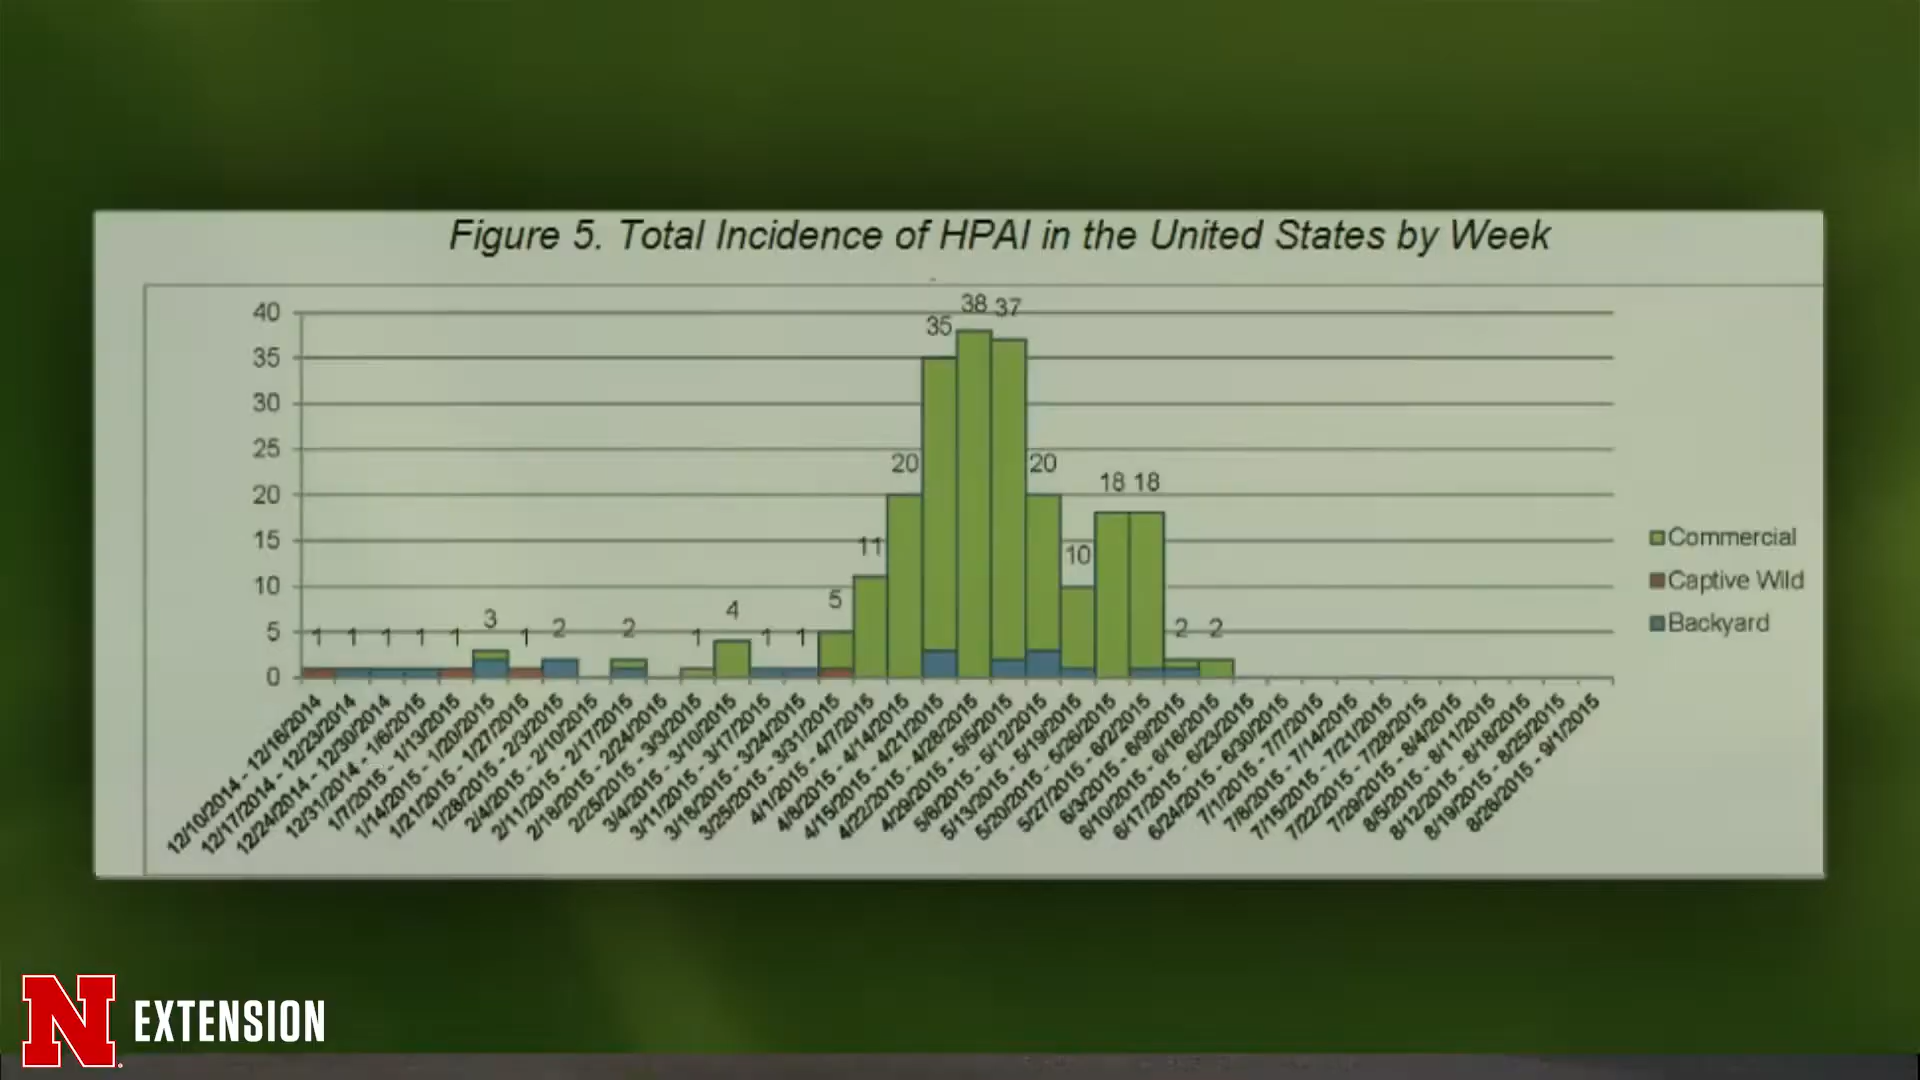 Figure 5. Total Incidence of HPAI in the United States by Week
40
35
30
25
20
15
10
5
0
1
1
1
1
1
3
1
2
2
1
4
1
1
5
11
20
35
38
37
20
10
18
18
2
2
12/10/2014 - 12/16/2014
12/17/2014 - 12/23/2014
12/24/2014 - 12/30/2014
12/31/2014 - 1/6/2015
1/7/2015 - 1/13/2015
1/14/2015 - 1/20/2015
1/21/2015 - 1/27/2015
1/28/2015 - 2/3/2015
2/4/2015 - 2/10/2015
2/11/2015 - 2/17/2015
2/18/2015 - 2/24/2015
2/25/2015 - 3/3/2015
3/4/2015 - 3/10/2015
3/11/2015 - 3/17/2015
3/18/2015 - 3/24/2015
3/25/2015 - 3/31/2015
4/1/2015 - 4/7/2015
4/8/2015 - 4/14/2015
4/15/2015 - 4/21/2015
4/22/2015 - 4/28/2015
4/29/2015 - 5/5/2015
5/6/2015 - 5/12/2015
5/13/2015 - 5/19/2015
5/20/2015 - 5/26/2015
5/27/2015 - 6/2/2015
6/3/2015 - 6/9/2015
6/10/2015 - 6/16/2015
6/17/2015 - 6/23/2015
6/24/2015 - 6/30/2015
7/1/2015 - 7/7/2015
7/8/2015 - 7/14/2015
7/15/2015 - 7/21/2015
7/22/2015 - 7/28/2015
7/29/2015 - 8/4/2015
8/5/2015 - 8/11/2015
8/12/2015 - 8/18/2015
8/19/2015 - 8/25/2015
8/26/2015 - 9/1/2015
Commercial
Captive Wild
Backyard
N EXTENSION